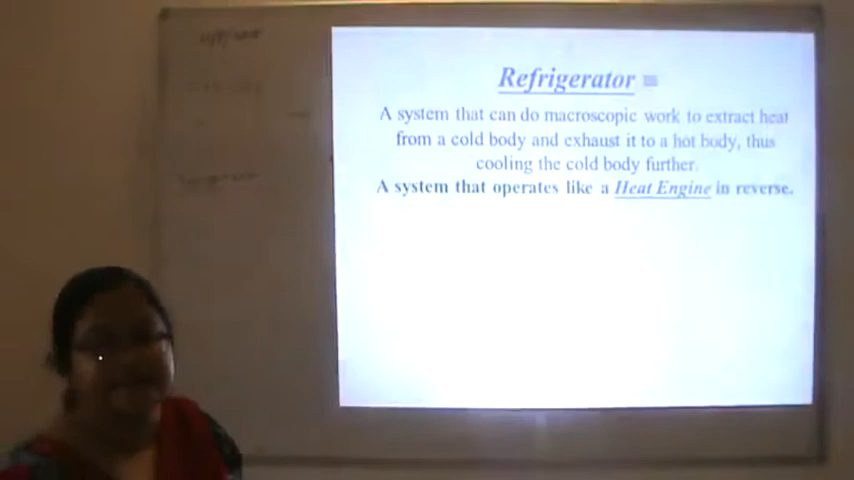 Refrigerator ≡
A system that can do macroscopic work to extract heat
from a cold body and exhaust it to a hot body, thus
cooling the cold body further.
A system that operates like a Heat Engine in reverse.